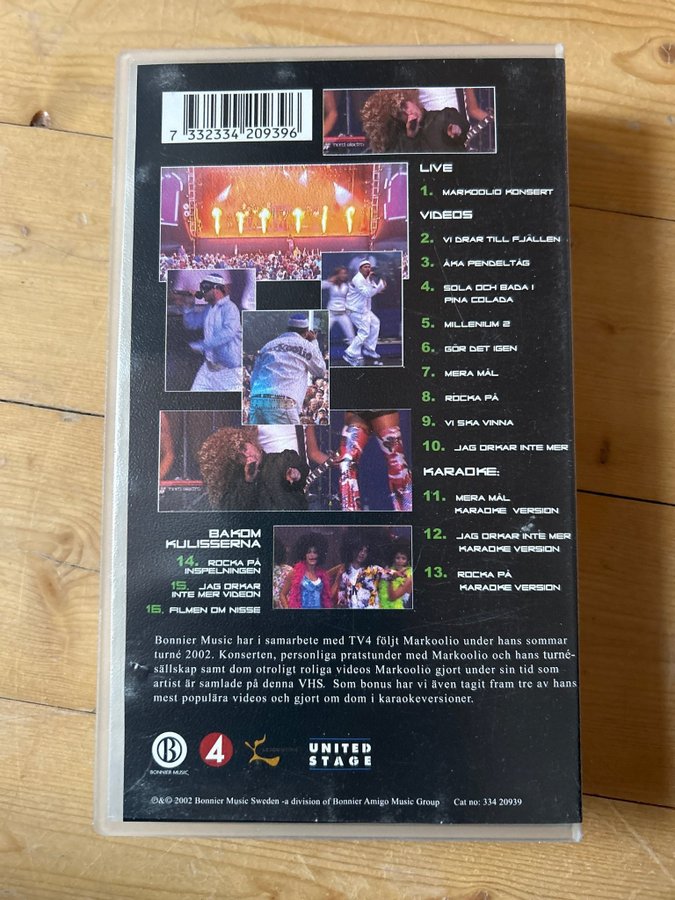 7 332334 209396
LIVE
1. MARKOOLIO KONSERT
VIDEOS
2. VI DRAR TILL FJÄLLEN
3. ÅKA PENDELTÅG
4. SOLA OCH BADA I
PINA COLADA
5. MILLENIUM 2
6. GÖR DET IGEN
7. MERA MÅL
8. ROCKA PÅ
9. VI SKA VINNA
10. JAG ORKAR INTE MER
KARAOKE:
11. MERA MÅL
KARAOKE VERSION
12. JAG ORKAR INTE MER
KARAOKE VERSION
13. ROCKA PÅ
KARAOKE VERSION
BAKOM
KULISSERNA
14. ROCKA PÅ
INSPELNINGEN
15. JAG ORKAR
INTE MER VIDEON
16. FILMEN OM NISSE
Bonnier Music har i samarbete med TV4 följt Markoolio under hans sommar
turné 2002. Konserten, personliga pratstunder med Markoolio och hans turné-
sällskap samt dom otroligt roliga videos Markoolio gjort under sin tid som
artist är samlade på denna VHS. Som bonus har vi även tagit fram tre av hans
mest populära videos och gjort om dom i karaokeversioner.
B
BONNIER MUSIC
4
UNITED
STAGE
℗&© 2002 Bonnier Music Sweden -a division of Bonnier Amigo Music Group Cat no: 334 20939